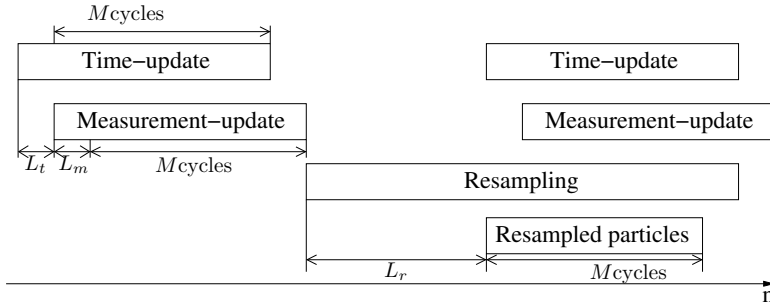 Mcycles
Time−update Time−update
Measurement−update Measurement−update
L_t L_m Mcycles
Resampling
Resampled particles
L_r Mcycles
n